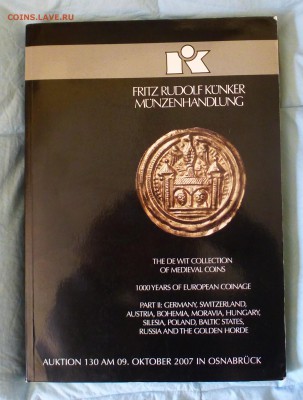 COINS.LAVE.RU
FRITZ RUDOLF KÜNKER
MÜNZENHANDLUNG
THE DE WIT COLLECTION
OF MEDIEVAL COINS
1000 YEARS OF EUROPEAN COINAGE
PART II: GERMANY, SWITZERLAND,
AUSTRIA, BOHEMIA, MORAVIA, HUNGARY,
SILESIA, POLAND, BALTIC STATES,
RUSSIA AND THE GOLDEN HORDE
AUKTION 130 AM 09. OKTOBER 2007 IN OSNABRÜCK